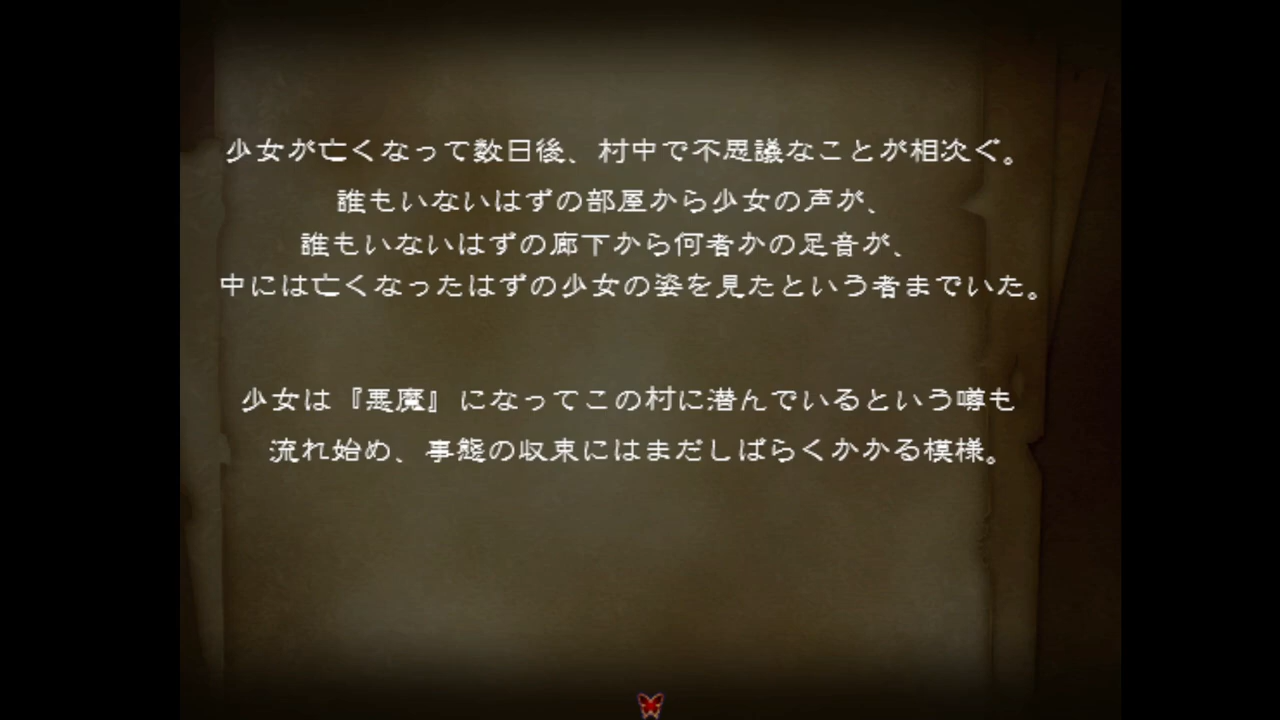 少女が亡くなって数日後、村中で不思議なことが相次ぐ。
誰もいないはずの部屋から少女の声が、
誰もいないはずの廊下から何者かの足音が、
中には亡くなったはずの少女の姿を見たという者までいた。
少女は『悪魔』になってこの村に潜んでいるという噂も
流れ始め、事態の収束にはまだしばらくかかる模様。